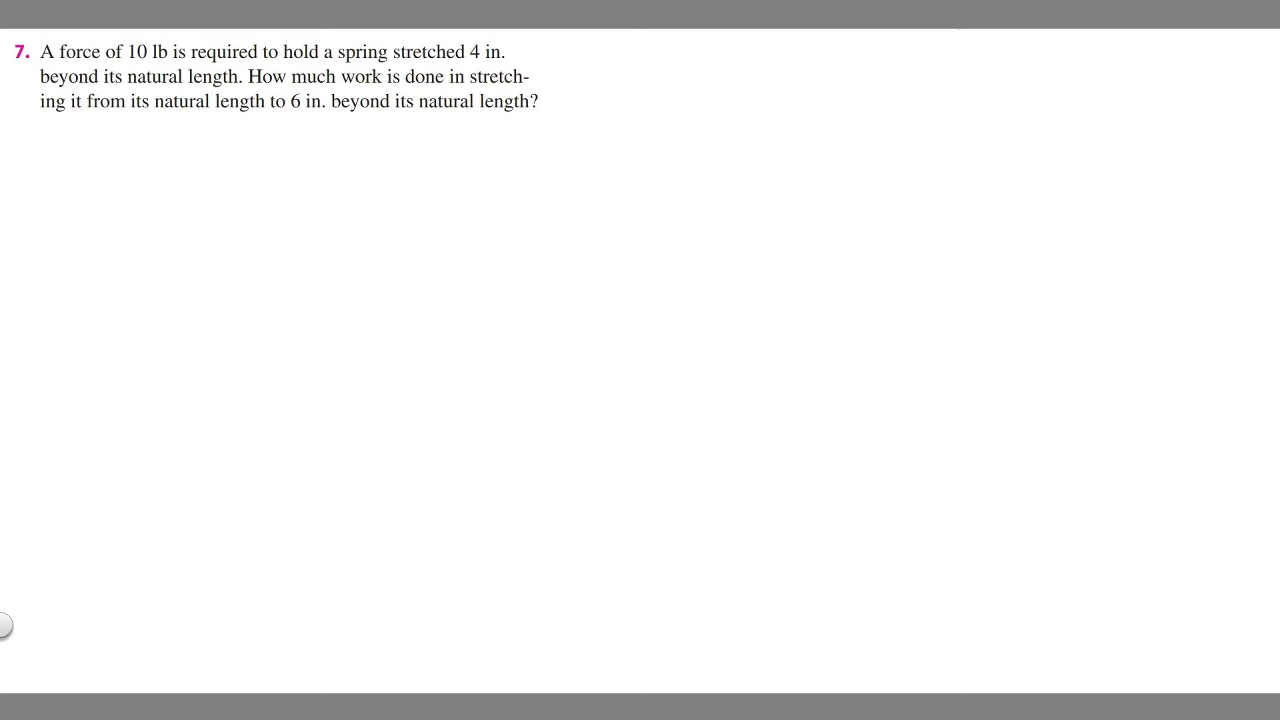 7. A force of 10 lb is required to hold a spring stretched 4 in.
beyond its natural length. How much work is done in stretch-
ing it from its natural length to 6 in. beyond its natural length?